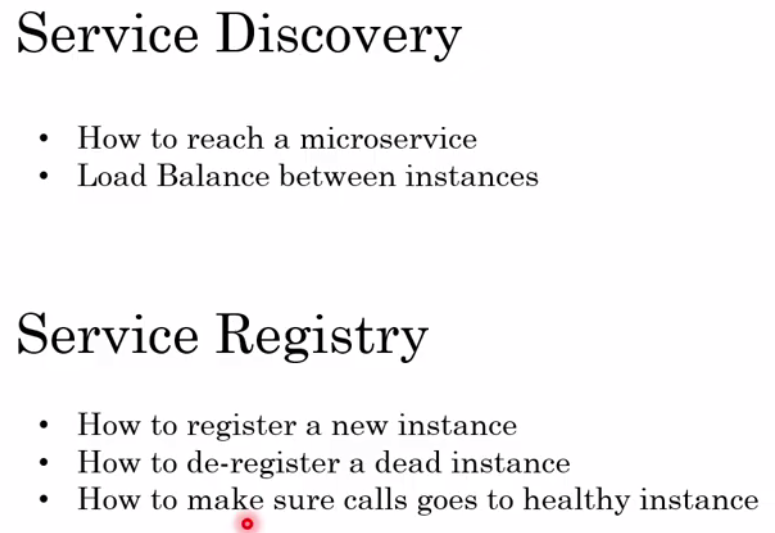 Service Discovery
• How to reach a microservice
• Load Balance between instances
Service Registry
• How to register a new instance
• How to de-register a dead instance
• How to make sure calls goes to healthy instance